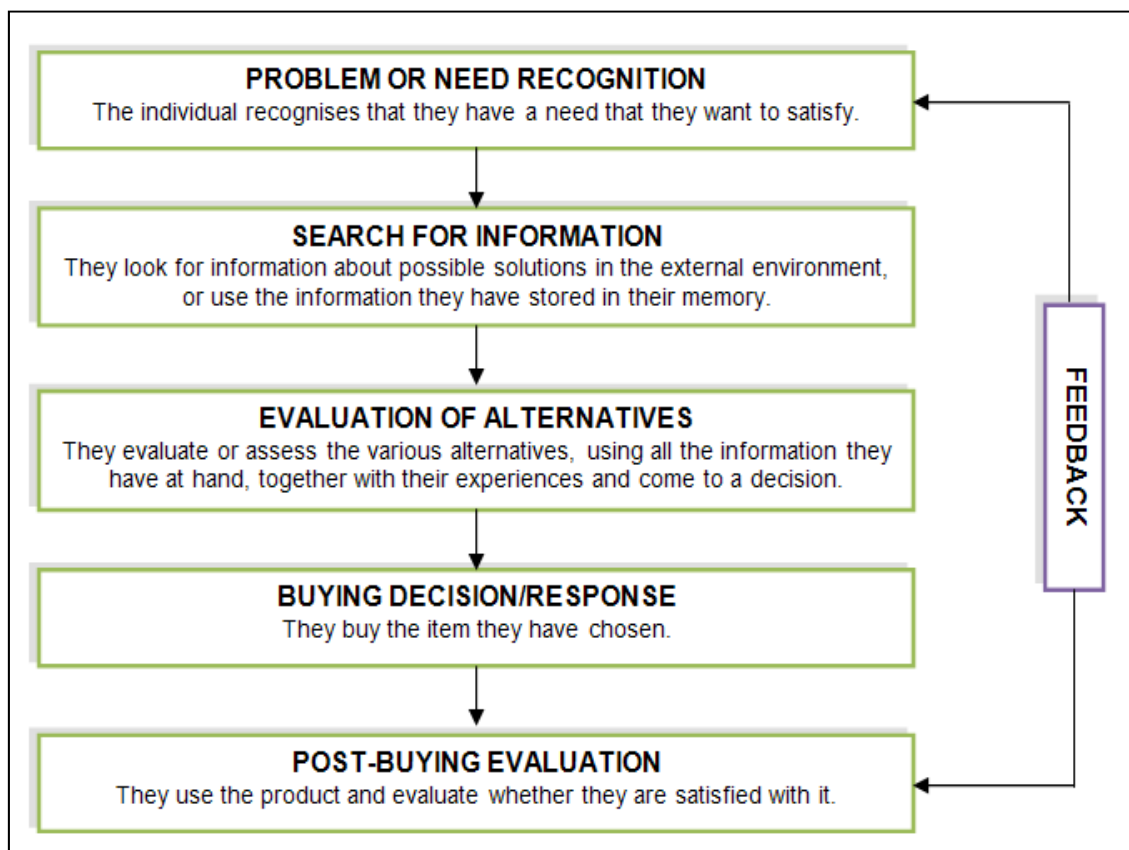 PROBLEM OR NEED RECOGNITION
The individual recognises that they have a need that they want to satisfy.
SEARCH FOR INFORMATION
They look for information about possible solutions in the external environment,
or use the information they have stored in their memory.
EVALUATION OF ALTERNATIVES
They evaluate or assess the various alternatives, using all the information they
have at hand, together with their experiences and come to a decision.
BUYING DECISION/RESPONSE
They buy the item they have chosen.
POST-BUYING EVALUATION
They use the product and evaluate whether they are satisfied with it.
FEEDBACK